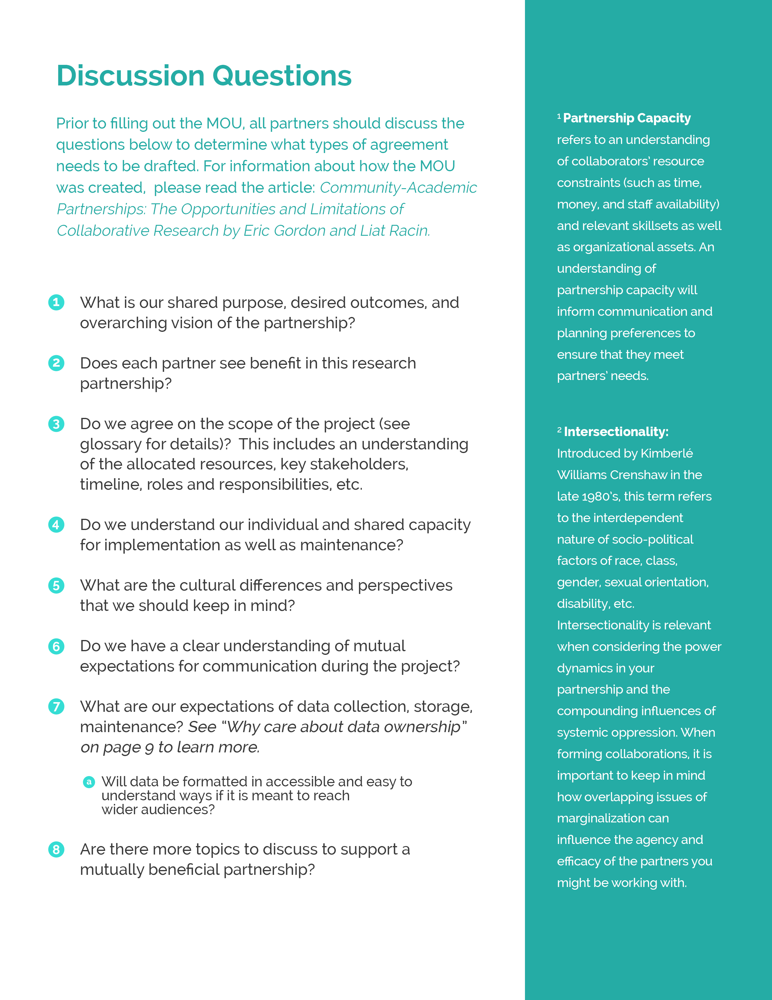 Discussion Questions
Prior to filling out the MOU, all partners should discuss the
questions below to determine what types of agreement
needs to be drafted. For information about how the MOU
was created,  please read the article: Community-Academic
Partnerships: The Opportunities and Limitations of
Collaborative Research by Eric Gordon and Liat Racin.
1 What is our shared purpose, desired outcomes, and
overarching vision of the partnership?
2 Does each partner see benefit in this research
partnership?
3 Do we agree on the scope of the project (see
glossary for details)?  This includes an understanding
of the allocated resources, key stakeholders,
timeline, roles and responsibilities, etc.
4 Do we understand our individual and shared capacity
for implementation as well as maintenance?
5 What are the cultural differences and perspectives
that we should keep in mind?
6 Do we have a clear understanding of mutual
expectations for communication during the project?
7 What are our expectations of data collection, storage,
maintenance? See “Why care about data ownership”
on page 9 to learn more.
a Will data be formatted in accessible and easy to
understand ways if it is meant to reach
wider audiences?
8 Are there more topics to discuss to support a
mutually beneficial partnership?
1 Partnership Capacity
refers to an understanding
of collaborators’ resource
constraints (such as time,
money, and staff availability)
and relevant skillsets as well
as organizational assets. An
understanding of
partnership capacity will
inform communication and
planning preferences to
ensure that they meet
partners’ needs.
2 Intersectionality:
Introduced by Kimberlé
Williams Crenshaw in the
late 1980’s, this term refers
to the interdependent
nature of socio-political
factors of race, class,
gender, sexual orientation,
disability, etc.
Intersectionality is relevant
when considering the power
dynamics in your
partnership and the
compounding influences of
systemic oppression. When
forming collaborations, it is
important to keep in mind
how overlapping issues of
marginalization can
influence the agency and
efficacy of the partners you
might be working with.